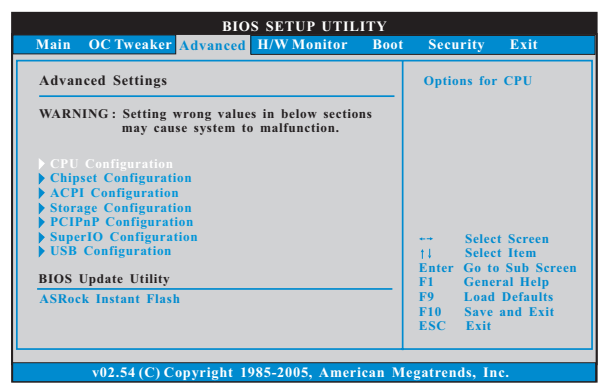 BIOS SETUP UTILITY
Main OC Tweaker Advanced H/W Monitor Boot Security Exit
Advanced Settings
WARNING : Setting wrong values in below sections
may cause system to malfunction.
CPU Configuration
Chipset Configuration
ACPI Configuration
Storage Configuration
PCIPnP Configuration
SuperIO Configuration
USB Configuration
BIOS Update Utility
ASRock Instant Flash
Options for CPU
←→ Select Screen
↑↓ Select Item
Enter Go to Sub Screen
F1 General Help
F9 Load Defaults
F10 Save and Exit
ESC Exit
v02.54 (C) Copyright 1985-2005, American Megatrends, Inc.